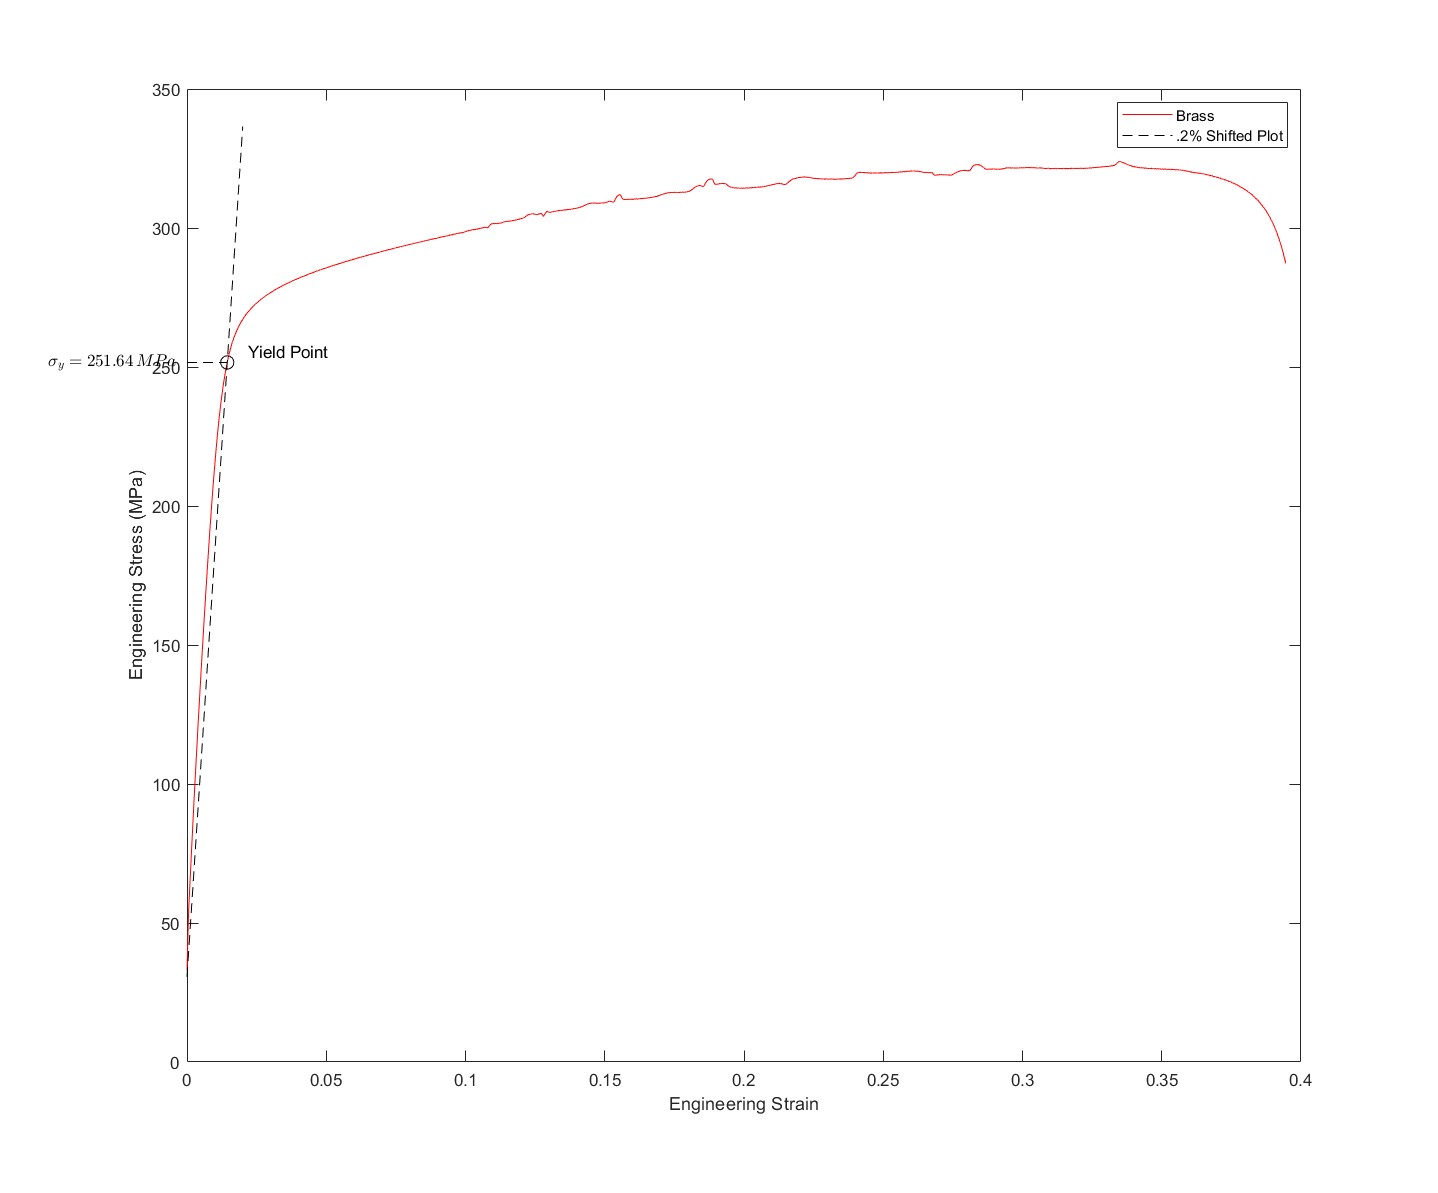 350
Brass
.2% Shifted Plot
300
Yield Point
σy = 251.64 MPa
250
Engineering Stress (MPa)
200
150
100
50
0
0 0.05 0.1 0.15 0.2 0.25 0.3 0.35 0.4
Engineering Strain